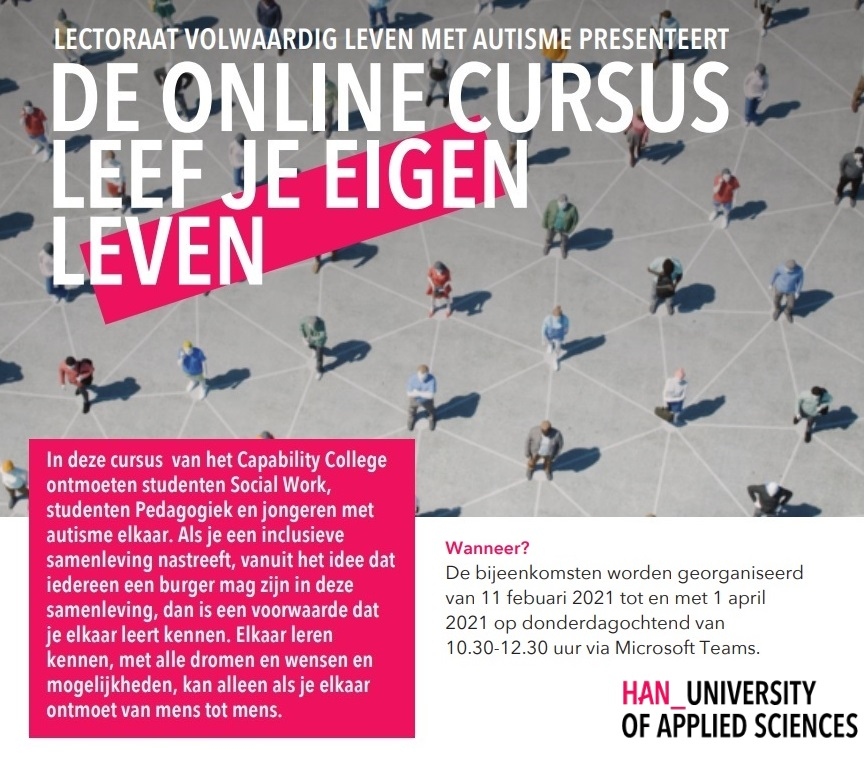 LECTORAAT VOLWAARDIG LEVEN MET AUTISME PRESENTEERT
DE ONLINE CURSUS
LEEF JE EIGEN
LEVEN
In deze cursus van het Capability College
ontmoeten studenten Social Work,
studenten Pedagogiek en jongeren met
autisme elkaar. Als je een inclusieve
samenleving nastreeft, vanuit het idee dat
iedereen een burger mag zijn in deze
samenleving, dan is een voorwaarde dat
je elkaar leert kennen. Elkaar leren
kennen, met alle dromen en wensen en
mogelijkheden, kan alleen als je elkaar
ontmoet van mens tot mens.
Wanneer?
De bijeenkomsten worden georganiseerd
van 11 febuari 2021 tot en met 1 april
2021 op donderdagochtend van
10.30-12.30 uur via Microsoft Teams.
HAN_UNIVERSITY
OF APPLIED SCIENCES